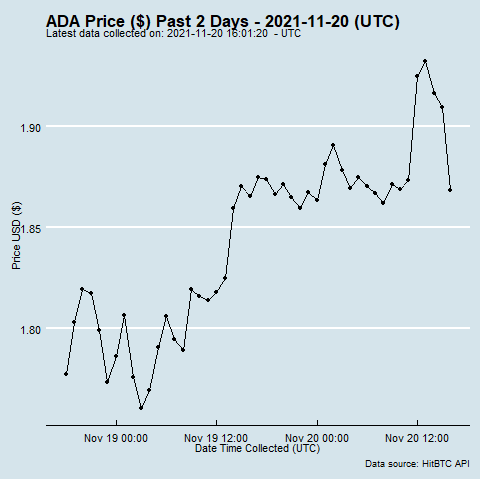 ADA Price ($) Past 2 Days - 2021-11-20 (UTC)
Latest data collected on: 2021-11-20 16:01:20 - UTC
1.90
1.85
1.80
Price USD ($)
Nov 19 00:00 Nov 19 12:00 Nov 20 00:00 Nov 20 12:00
Date Time Collected (UTC)
Data source: HitBTC API